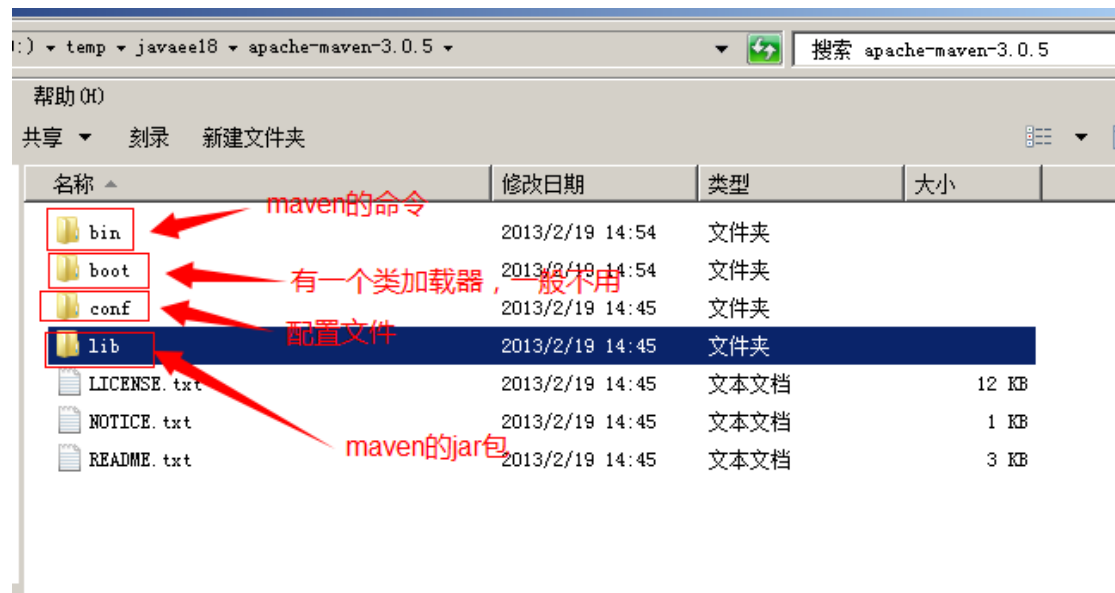 :) ▾ temp ▾ javaee18 ▾ apache-maven-3.0.5 ▾
搜索 apache-maven-3.0.5
帮助(H)
共享 ▾ 刻录 新建文件夹
名称 修改日期 类型 大小
maven的命令
bin 2013/2/19 14:54 文件夹
boot 2013/2/19 14:54 文件夹
有一个类加载器，一般不用
conf 2013/2/19 14:45 文件夹
配置文件
lib 2013/2/19 14:45 文件夹
LICENSE.txt 2013/2/19 14:45 文本文档 12 KB
NOTICE.txt 2013/2/19 14:45 文本文档 1 KB
maven的jar包
README.txt 2013/2/19 14:45 文本文档 3 KB